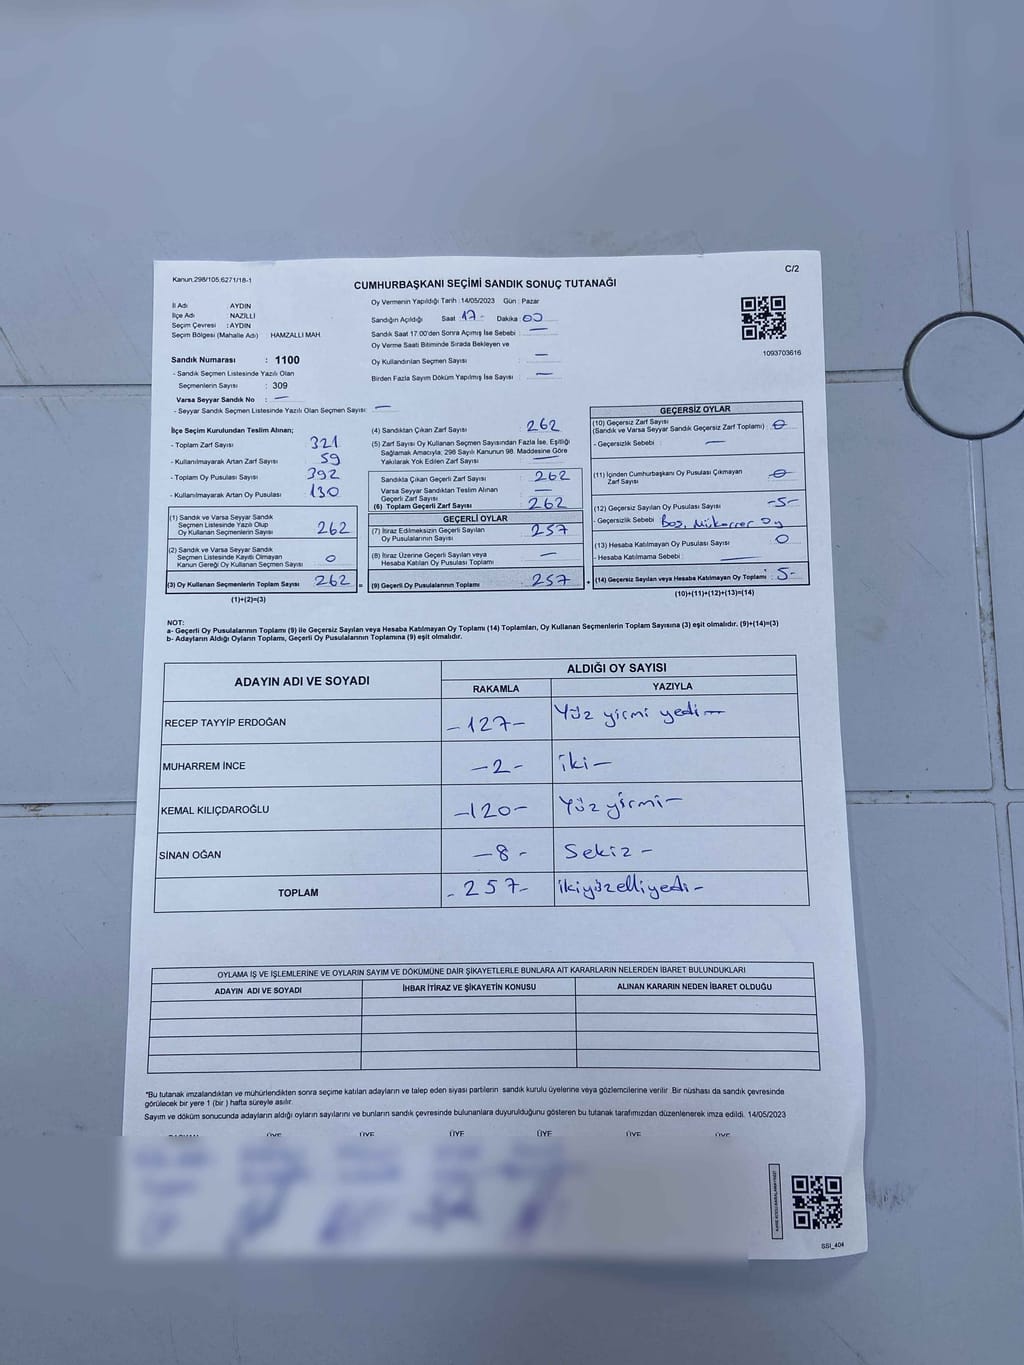 Kanun.298/105,6271/18-1
C/2
CUMHURBAŞKANI SEÇİMİ SANDIK SONUÇ TUTANAĞI
İl Adı : AYDIN
İlçe Adı : NAZİLLİ
Seçim Çevresi : AYDIN
Seçim Bölgesi (Mahalle Adı) HAMZALLI MAH
Sandık Numarası : 1100
- Sandık Seçmen Listesinde Yazılı Olan
Seçmenlerin Sayısı : 309
Varsa Seyyar Sandık No : —
- Seyyar Sandık Seçmen Listesinde Yazılı Olan Seçmen Sayısı: —
Oy Vermenin Yapıldığı Tarih :14/05/2023 Gün : Pazar
Sandığın Açıldığı Saat 17- Dakika 00
Sandık Saat 17.00'den Sonra Açımış İse Sebebi : —
Oy Verme Saati Bitiminde Sırada Bekleyen ve
Oy Kullandırılan Seçmen Sayısı : —
Birden Fazla Sayım Döküm Yapılmış İse Sayısı : —
1093703616
İlçe Seçim Kurulundan Teslim Alınan;
- Toplam Zarf Sayısı 321
- Kullanılmayarak Artan Zarf Sayısı : 59
- Toplam Oy Pusulası Sayısı : 392
- Kullanılmayarak Artan Oy Pusulası : 130
(1) Sandık ve Varsa Seyyar Sandık
Seçmen Listesinde Yazılı Olup
Oy Kullanan Seçmenlerin Sayısı : 262
(2) Sandık ve Varsa Seyyar Sandık
Seçmen Listesinde Kayıtlı Olmayan
Kanun Gereği Oy Kullanan Seçmen Sayısı : 0
(3) Oy Kullanan Seçmenlerin Toplam Sayısı : 262 =
(1)+(2)=(3)
(4) Sandıktan Çıkan Zarf Sayısı : 262
(5) Zarf Sayısı Oy Kullanan Seçmen Sayısından Fazla İse, Eşitliği
Sağlamak Amacıyla, 298 Sayılı Kanunun 98. Maddesine Göre
Yakılarak Yok Edilen Zarf Sayısı : —
Sandıkta Çıkan Geçerli Zarf Sayısı : 262
Varsa Seyyar Sandıktan Teslim Alınan
Geçerli Zarf Sayısı : —
(6) Toplam Geçerli Zarf Sayısı : 262
GEÇERLİ OYLAR
(7) İtiraz Edilmeksizin Geçerli Sayılan
Oy Pusulalarının Sayısı : 257
(8) İtiraz Üzerine Geçerli Sayılan veya
Hesaba Katılan Oy Pusulası Toplamı : —
(9) Geçerli Oy Pusulalarının Toplamı : 257 +
GEÇERSİZ OYLAR
(10) Geçersiz Zarf Sayısı
(Sandık ve Varsa Seyyar Sandık Geçersiz Zarf Toplamı) : 0
- Geçersizlik Sebebi : —
(11) İçinden Cumhurbaşkanı Oy Pusulası Çıkmayan
Zarf Sayısı : 0
(12) Geçersiz Sayılan Oy Pusulası Sayısı : -5-
- Geçersizlik Sebebi : Boş, Mükerrer Oy
(13) Hesaba Katılmayan Oy Pusulası Sayısı : 0
- Hesaba Katılmama Sebebi : —
(14) Geçersiz Sayılan veya Hesaba Katılmayan Oy Toplamı : 5-
(10)+(11)+(12)+(13)=(14)
NOT:
a- Geçerli Oy Pusulalarının Toplamı (9) ile Geçersiz Sayılan veya Hesaba Katılmayan Oy Toplamı (14) Toplamları, Oy Kullanan Seçmenlerin Toplam Sayısına (3) eşit olmalıdır. (9)+(14)=(3)
b- Adayların Aldığı Oyların Toplamı, Geçerli Oy Pusulalarının Toplamına (9) eşit olmalıdır.
ADAYIN ADI VE SOYADI ALDIĞI OY SAYISI
RAKAMLA YAZIYLA
RECEP TAYYİP ERDOĞAN -127- Yüz yirmi yedi—
MUHARREM İNCE -2- iki—
KEMAL KILIÇDAROĞLU -120- Yüz yirmi—
SİNAN OĞAN -8- Sekiz-
TOPLAM -257- ikiyüzelliyedi-
OYLAMA İŞ VE İŞLEMLERİNE VE OYLARIN SAYIM VE DÖKÜMÜNE DAİR ŞİKAYETLERLE BUNLARA AİT KARARLARIN NELERDEN İBARET BULUNDUKLARI
ADAYIN ADI VE SOYADI İHBAR İTİRAZ VE ŞİKAYETİN KONUSU ALINAN KARARIN NEDEN İBARET OLDUĞU
*Bu tutanak imzalandıktan ve mühürlendikten sonra seçime katılan adayların ve talep eden siyasi partilerin sandık kurulu üyelerine veya gözlemcilerine verilir. Bir nüshası da sandık çevresinde
görülecek bir yere 1 (bir ) hafta süreyle asılır.
Sayım ve döküm sonucunda adayların aldığı oyların sayılarını ve bunların sandık çevresinde bulunanlara duyurulduğunu gösteren bu tutanak tarafımızdan düzenlenerek imza edildi. 14/05/2023
ÜYE ÜYE ÜYE ÜYE ÜYE ÜYE
SSI_404